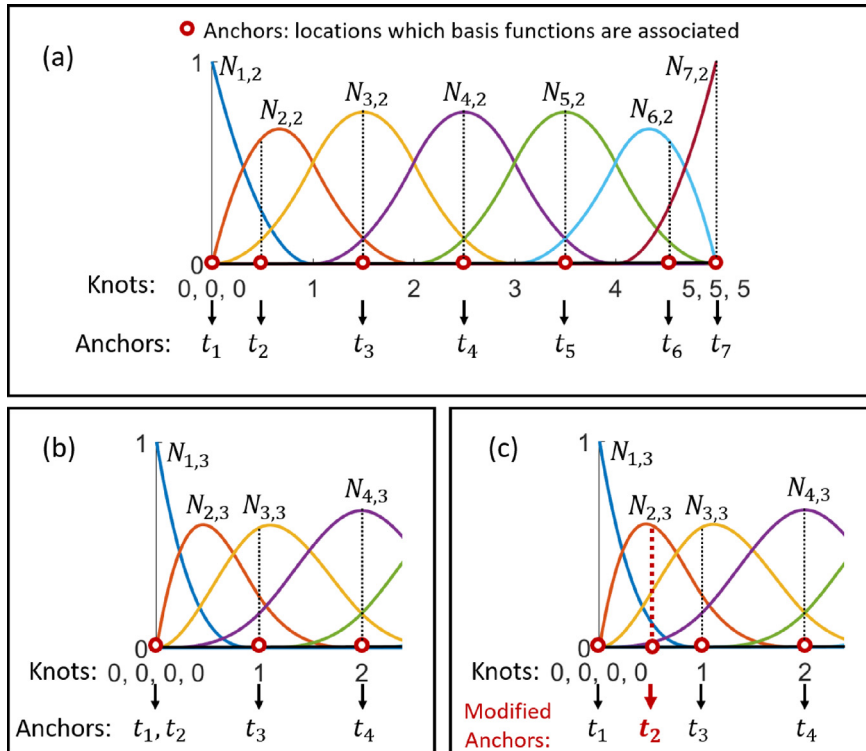 Anchors: locations which basis functions are associated
(a)
1
N₁,₂
N₂,₂
N₃,₂
N₄,₂
N₅,₂
N₆,₂
N₇,₂
0
Knots: 0, 0, 0 1 2 3 4 5, 5, 5
Anchors: t₁ t₂ t₃ t₄ t₅ t₆ t₇
(b)
1
N₁,₃
N₂,₃
N₃,₃
N₄,₃
0
Knots: 0, 0, 0, 0 1 2
Anchors: t₁, t₂ t₃ t₄
(c)
1
N₁,₃
N₂,₃
N₃,₃
N₄,₃
0
Knots: 0, 0, 0, 0 1 2
Modified
Anchors: t₁ t₂ t₃ t₄